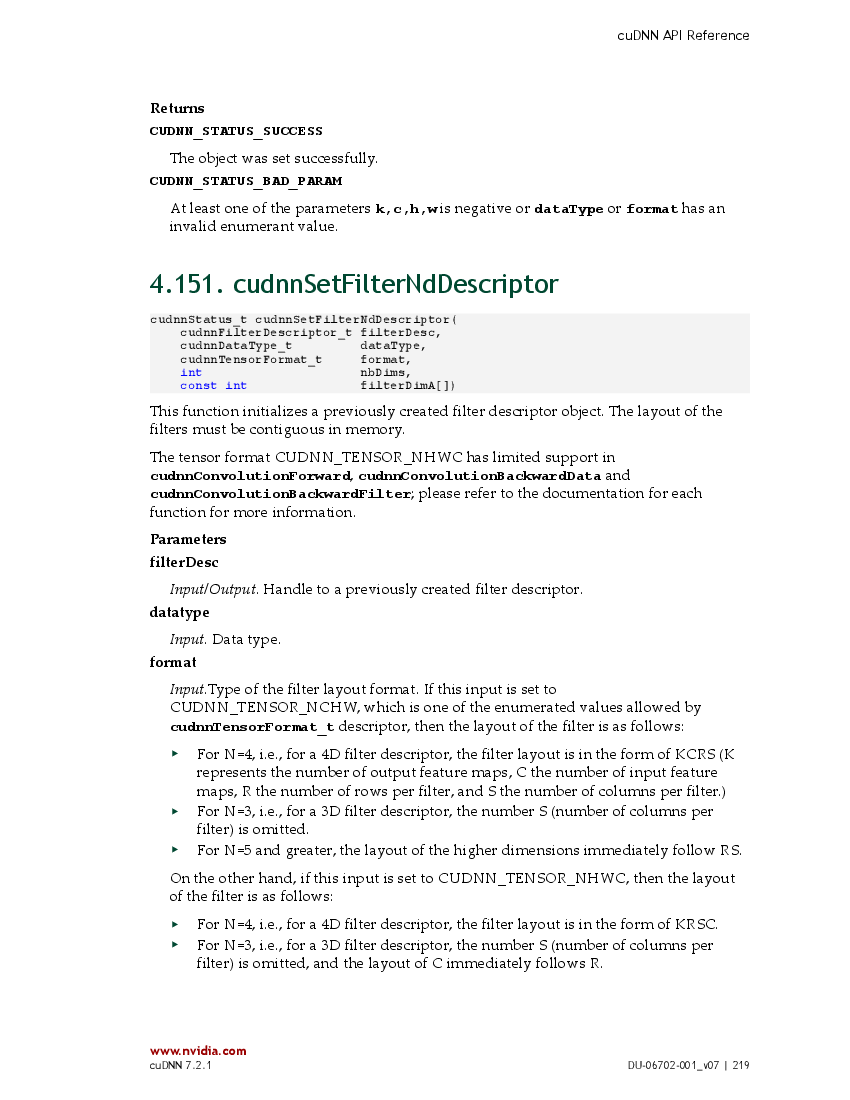 cuDNN API Reference
Returns
CUDNN_STATUS_SUCCESS
The object was set successfully.
CUDNN_STATUS_BAD_PARAM
At least one of the parameters k,c,h,w is negative or dataType or format has an
invalid enumerant value.
4.151. cudnnSetFilterNdDescriptor
cudnnStatus_t cudnnSetFilterNdDescriptor(
cudnnFilterDescriptor_t filterDesc,
cudnnDataType_t dataType,
cudnnTensorFormat_t format,
int nbDims,
const int filterDimA[])
This function initializes a previously created filter descriptor object. The layout of the
filters must be contiguous in memory.
The tensor format CUDNN_TENSOR_NHWC has limited support in
cudnnConvolutionForward, cudnnConvolutionBackwardData and
cudnnConvolutionBackwardFilter; please refer to the documentation for each
function for more information.
Parameters
filterDesc
Input/Output. Handle to a previously created filter descriptor.
datatype
Input. Data type.
format
Input.Type of the filter layout format. If this input is set to
CUDNN_TENSOR_NCHW, which is one of the enumerated values allowed by
cudnnTensorFormat_t descriptor, then the layout of the filter is as follows:
▸ For N=4, i.e., for a 4D filter descriptor, the filter layout is in the form of KCRS (K
represents the number of output feature maps, C the number of input feature
maps, R the number of rows per filter, and S the number of columns per filter.)
▸ For N=3, i.e., for a 3D filter descriptor, the number S (number of columns per
filter) is omitted.
▸ For N=5 and greater, the layout of the higher dimensions immediately follow RS.
On the other hand, if this input is set to CUDNN_TENSOR_NHWC, then the layout
of the filter is as follows:
▸ For N=4, i.e., for a 4D filter descriptor, the filter layout is in the form of KRSC.
▸ For N=3, i.e., for a 3D filter descriptor, the number S (number of columns per
filter) is omitted, and the layout of C immediately follows R.
www.nvidia.com
cuDNN 7.2.1 DU-06702-001_v07 | 219